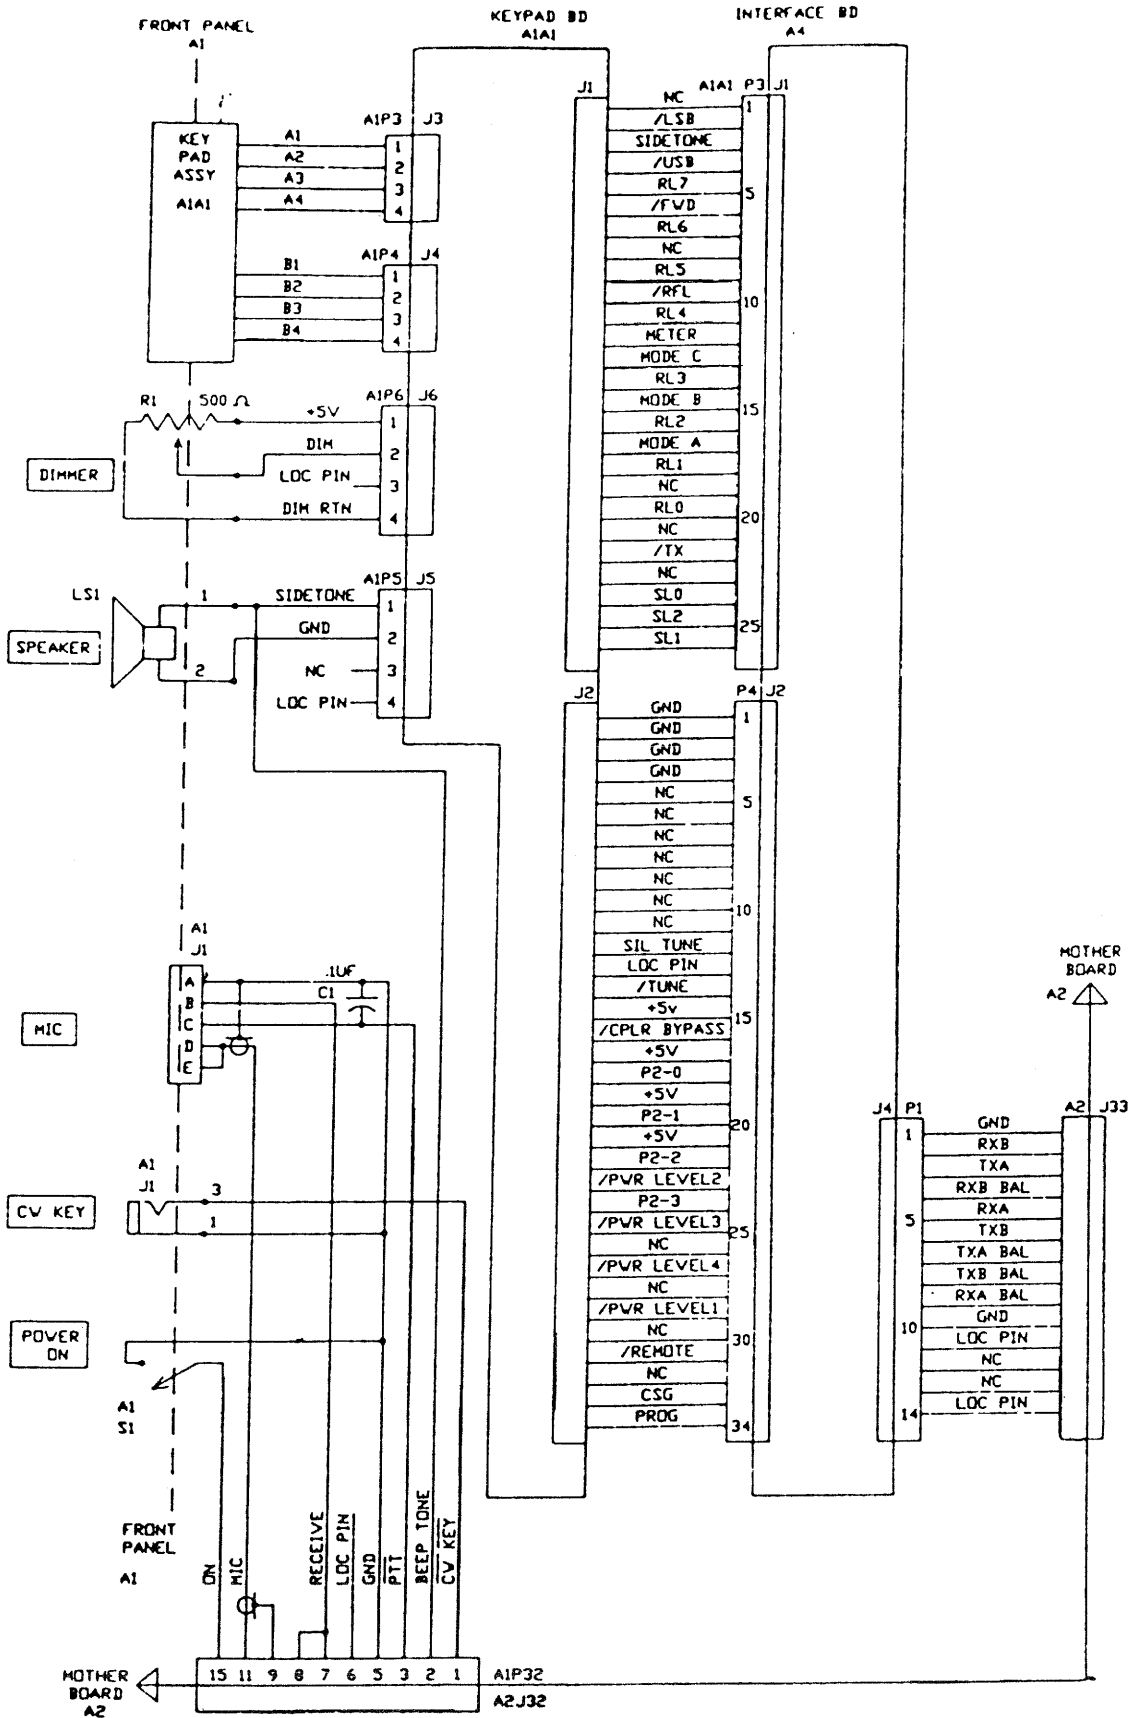 FRONT PANEL
A1
KEYPAD BD
A1A1
INTERFACE BD
A4
KEY
PAD
ASSY
A1A1
A1
A2
A3
A4
A1P3 J3
1
2
3
4
B1
B2
B3
B4
A1P4 J4
1
2
3
4
R1 500 Ω
+5V
DIM
LOC PIN
DIM RTN
A1P6 J6
1
2
3
4
DIMMER
LS1
SPEAKER
1
2
SIDETONE
GND
NC
LOC PIN
A1P5 J5
1
2
3
4
J1
A1A1 P3 J1
NC
/LSB
SIDETONE
/USB
RL7
/FWD
RL6
NC
RL5
/RFL
RL4
METER
MODE C
RL3
MODE B
RL2
MODE A
RL1
NC
RL0
NC
/TX
NC
SL0
SL2
SL1
1
5
10
15
20
25
J2
P4 J2
GND
GND
GND
GND
NC
NC
NC
NC
NC
NC
NC
SIL TUNE
LOC PIN
/TUNE
+5v
/CPLR BYPASS
+5V
P2-0
+5V
P2-1
+5V
P2-2
/PWR LEVEL2
P2-3
/PWR LEVEL3
NC
/PWR LEVEL4
NC
/PWR LEVEL1
NC
/REMOTE
NC
CSG
PROG
1
5
10
15
20
25
30
34
A1
J1
A
B
C
D
E
.1UF
C1
MIC
A1
J1
3
1
CW KEY
POWER
ON
A1
S1
FRONT
PANEL
A1
ON
MIC
RECEIVE
LOC PIN
GND
PTT
BEEP TONE
CW KEY
15 11 9 8 7 6 5 3 2 1
A1P32
A2J32
MOTHER
BOARD
A2
MOTHER
BOARD
A2
J4 P1
A2 J33
GND
RXB
TXA
RXB BAL
RXA
TXB
TXA BAL
TXB BAL
RXA BAL
GND
LOC PIN
NC
NC
LOC PIN
1
5
10
14